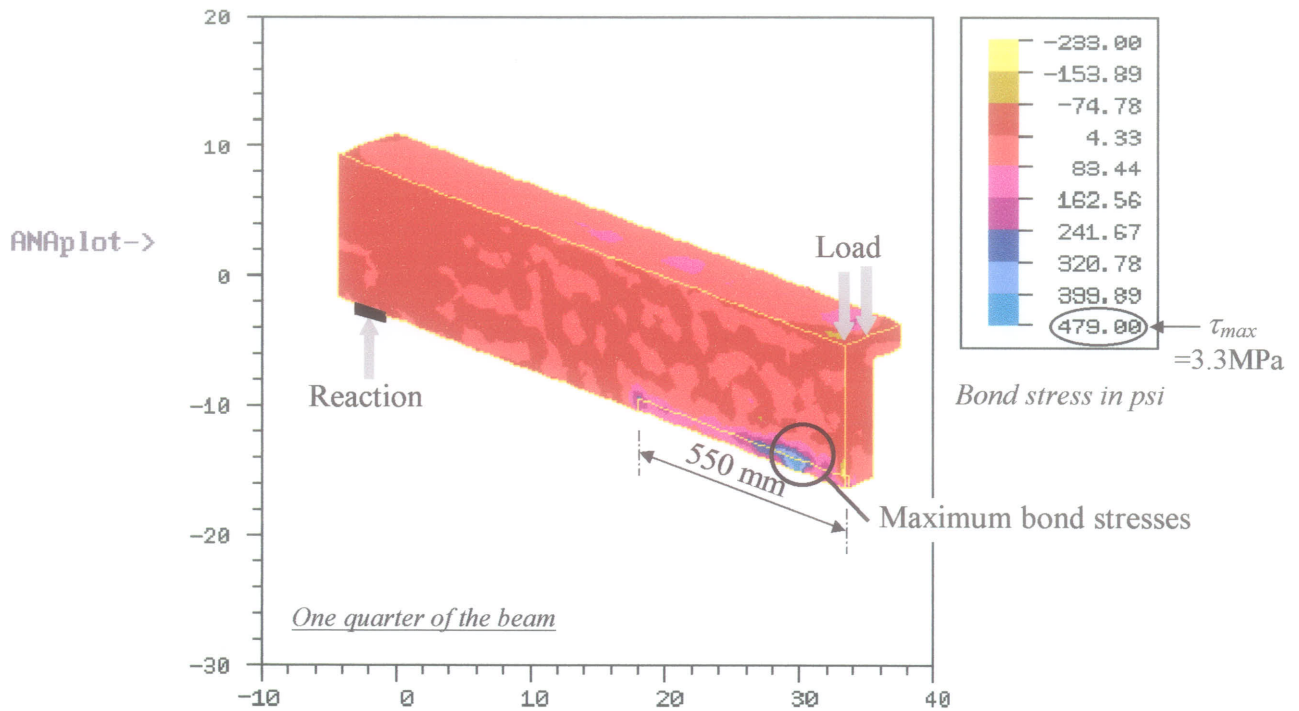 20
10
0
-10
-20
-30
-10
0
10
20
30
40
ANAplot->
Load
Reaction
550 mm
Maximum bond stresses
One quarter of the beam
-233.00
-153.89
-74.78
4.33
83.44
162.56
241.67
320.78
399.89
479.00
τmax
=3.3MPa
Bond stress in psi